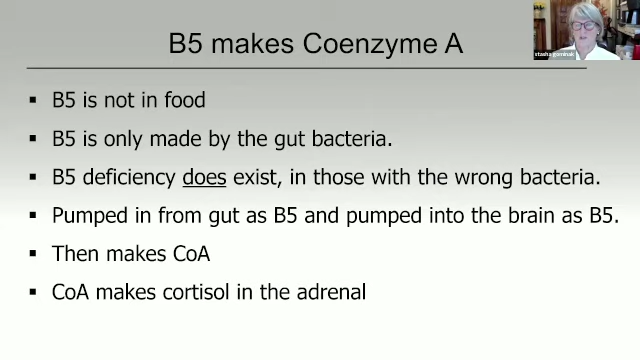 B5 makes Coenzyme A
stasha gominak
▪ B5 is not in food
▪ B5 is only made by the gut bacteria.
▪ B5 deficiency does exist, in those with the wrong bacteria.
▪ Pumped in from gut as B5 and pumped into the brain as B5.
▪ Then makes CoA
▪ CoA makes cortisol in the adrenal